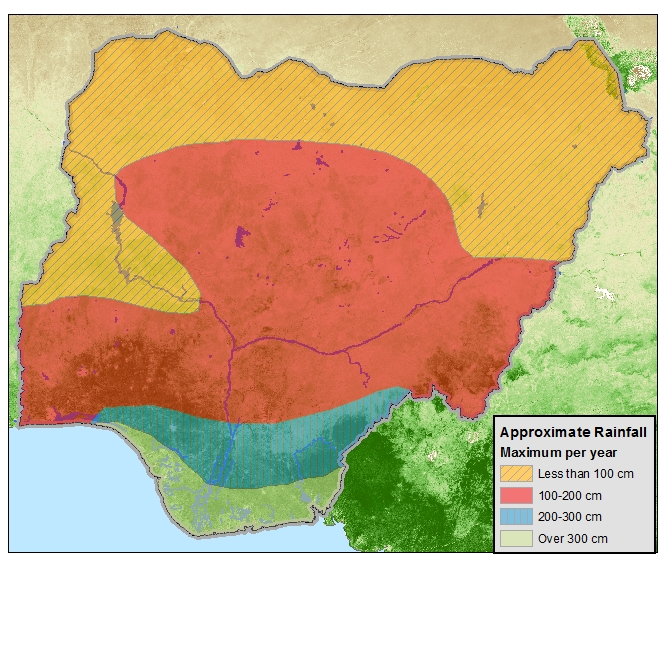 Approximate Rainfall
Maximum per year
Less than 100 cm
100-200 cm
200-300 cm
Over 300 cm